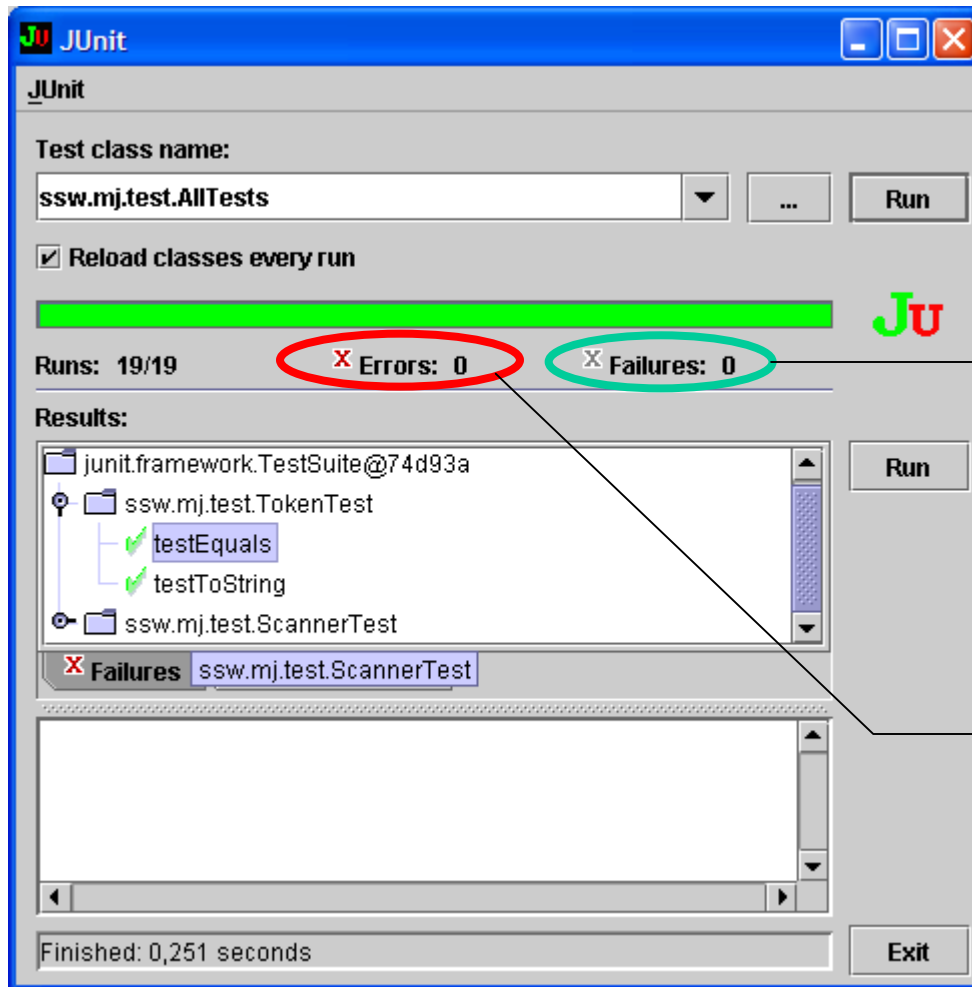 JU JUnit
JUnit
Test class name:
ssw.mj.test.AllTests
...
Run
Reload classes every run
JU
Runs: 19/19
X Errors: 0
X Failures: 0
Results:
junit.framework.TestSuite@74d93a
Run
ssw.mj.test.TokenTest
testEquals
testToString
ssw.mj.test.ScannerTest
X Failures
ssw.mj.test.ScannerTest
Finished: 0,251 seconds
Exit